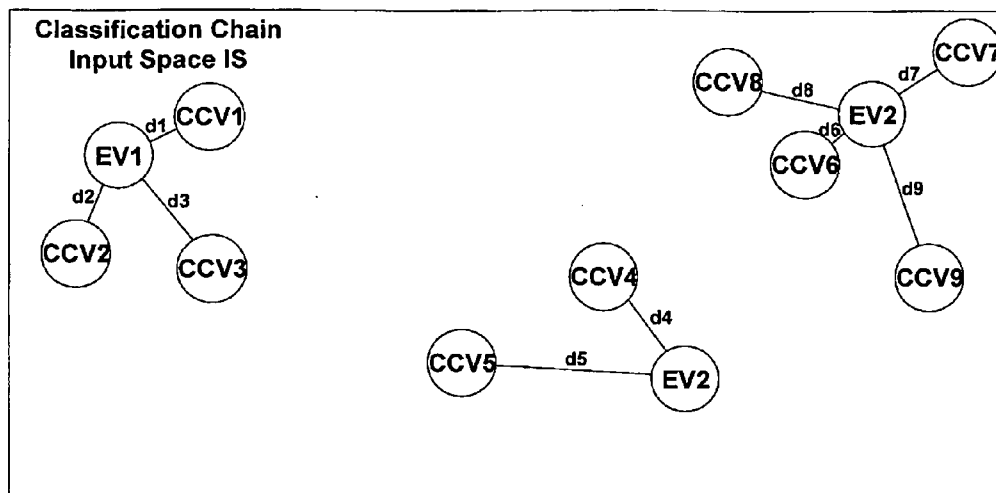 Classification Chain
Input Space IS
CCV1
d1
EV1
d2
d3
CCV2
CCV3
CCV7
CCV8
d7
d8
EV2
d6
CCV6
d9
CCV9
CCV4
d4
CCV5
d5
EV2